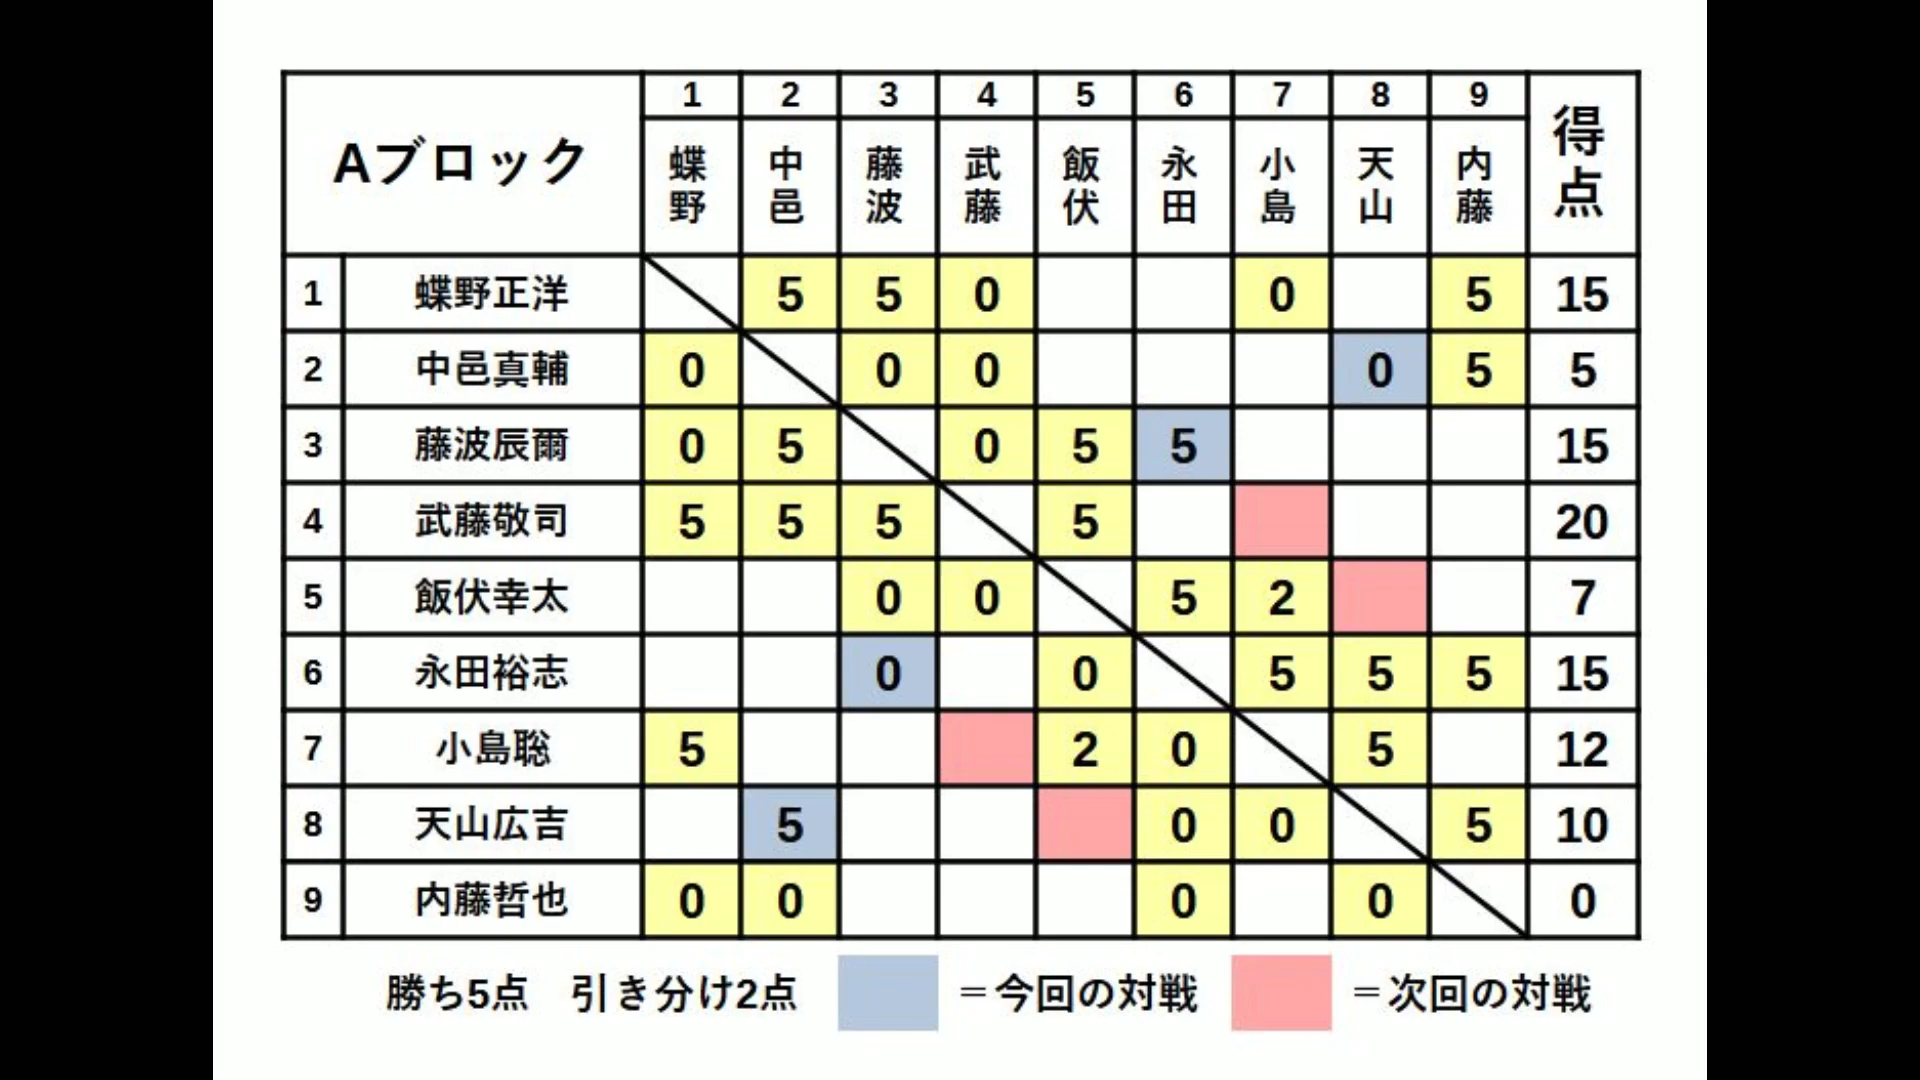 Aブロック 1 2 3 4 5 6 7 8 9 得点
蝶野 中邑 藤波 武藤 飯伏 永田 小島 天山 内藤
1 蝶野正洋 5 5 0 0 5 15
2 中邑真輔 0 0 0 0 5 5
3 藤波辰爾 0 5 0 5 5 15
4 武藤敬司 5 5 5 5 20
5 飯伏幸太 0 0 5 2 7
6 永田裕志 0 0 5 5 5 15
7 小島聡 5 2 0 5 12
8 天山広吉 5 0 0 5 10
9 内藤哲也 0 0 0 0 0
勝ち5点 引き分け2点 =今回の対戦 =次回の対戦